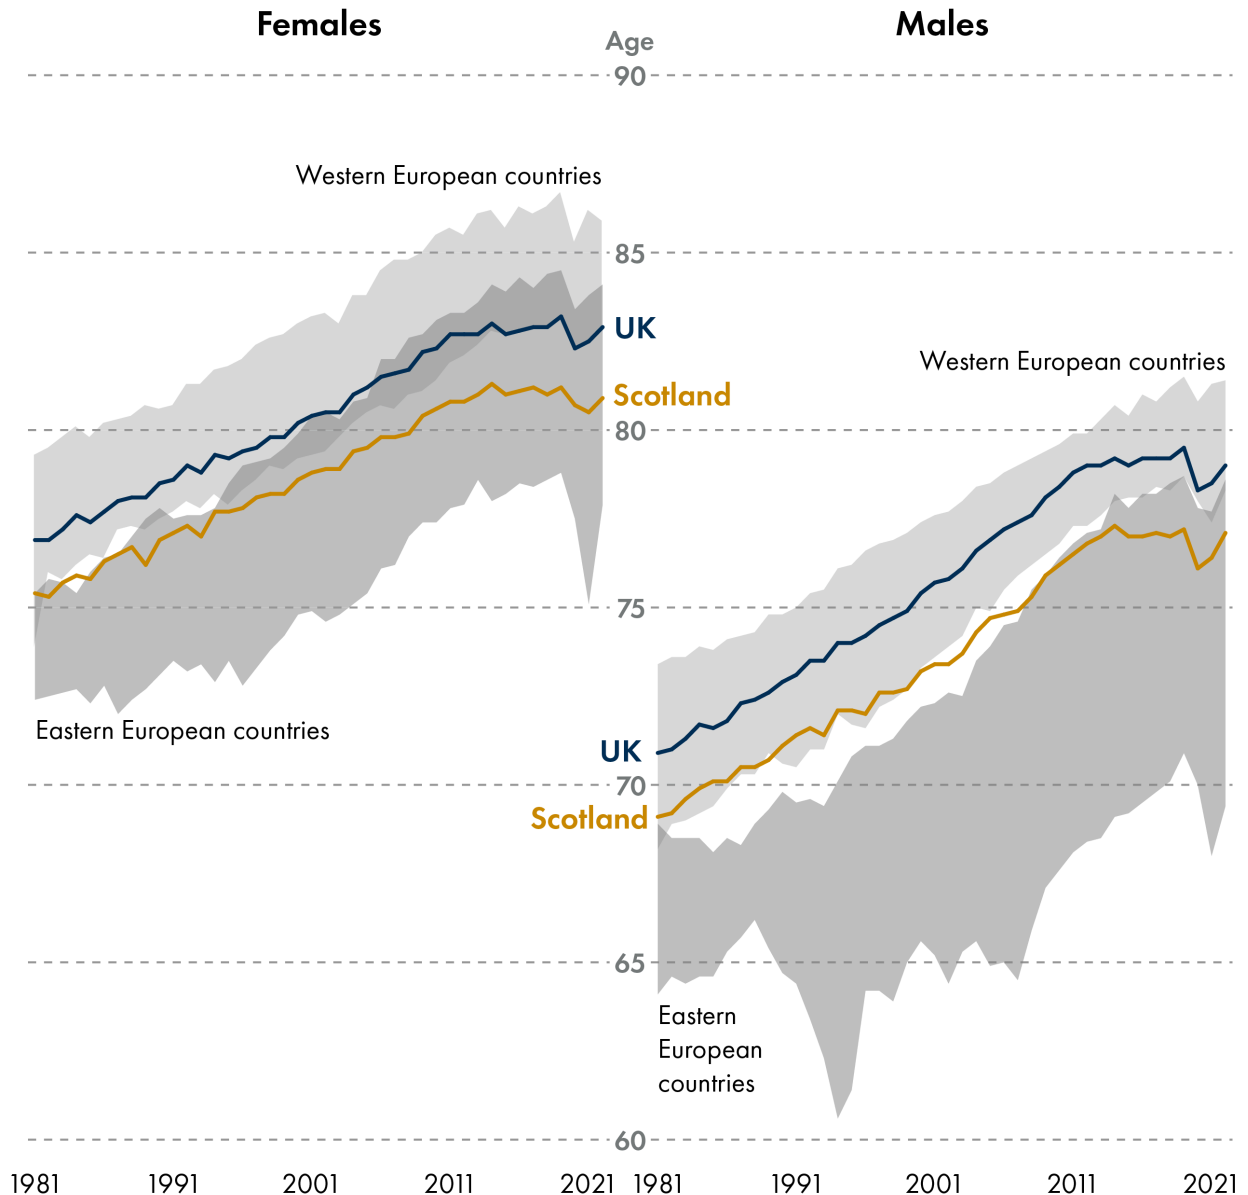 Females
Males
Age
90
Western European countries
85
UK
Western European countries
Scotland
80
75
Eastern European countries
UK
70
Scotland
65
Eastern
European
countries
60
1981 1991 2001 2011 2021 1981 1991 2001 2011 2021